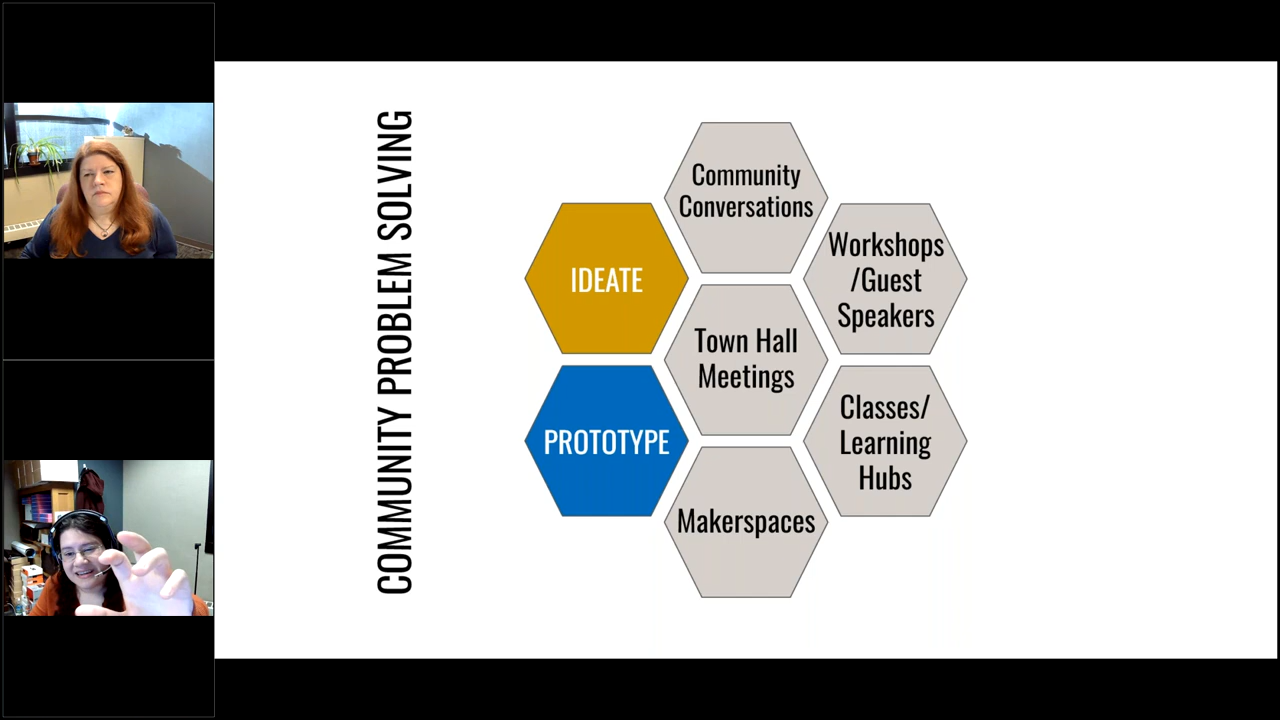 COMMUNITY PROBLEM SOLVING
Community
Conversations
IDEATE
Workshops
/Guest
Speakers
Town Hall
Meetings
PROTOTYPE
Classes/
Learning
Hubs
Makerspaces